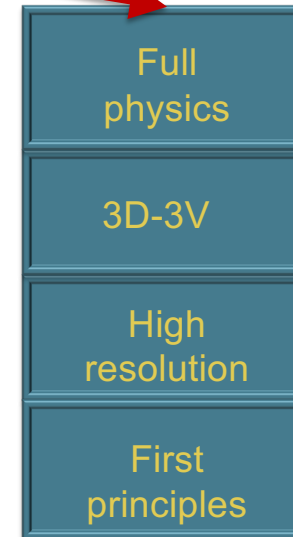 Full
physics
3D-3V
High
resolution
First
principles